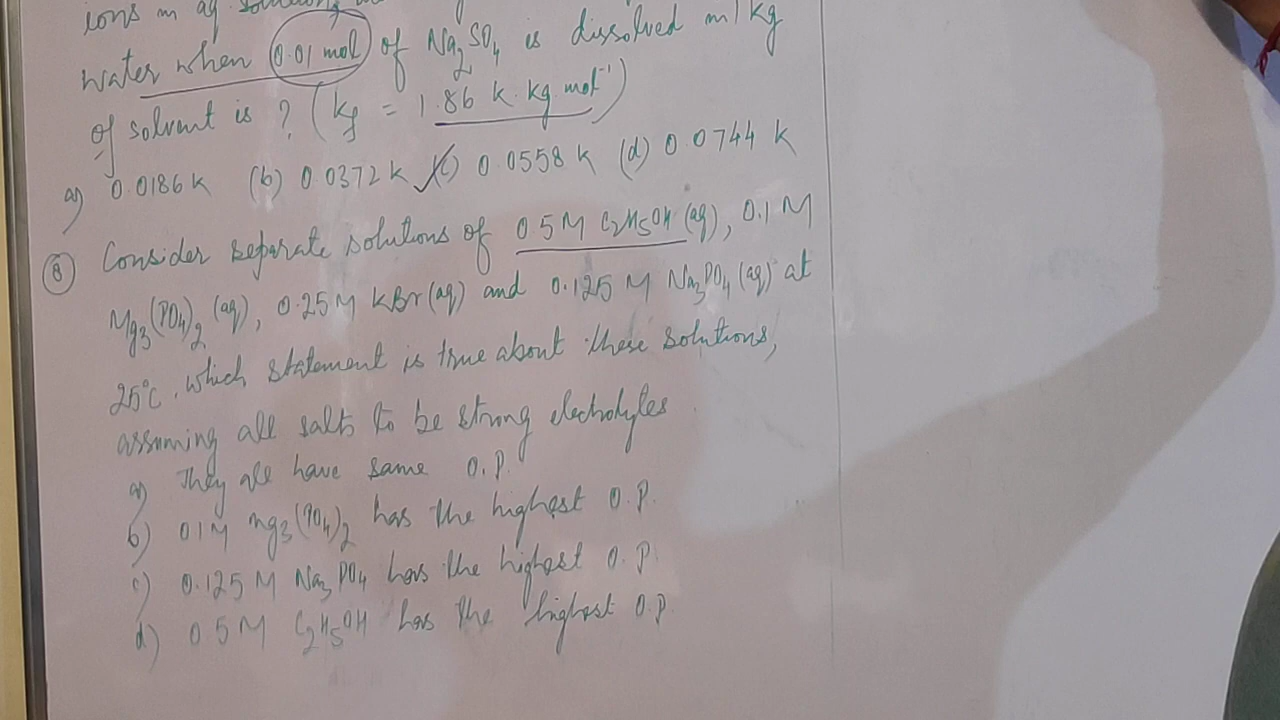 ions in aq
water when 0.01 mol of Na2SO4 is dissolved in 1 kg
of solvent is ? (kf = 1.86 k. kg mol-1)
a) 0.0186 K (b) 0.0372 K (c) 0.0558 K (d) 0.0744 K
8 Consider separate solutions of 0.5 M C2H5OH (aq), 0.1 M
Mg3(PO4)2 (aq), 0.25 M KBr (aq) and 0.125 M Na3PO4 (aq) at
25°C. which statement is true about these solutions,
assuming all salts to be strong electrolytes
a) They all have same O.P.
b) 0.1M Mg3(PO4)2 has the highest O.P.
c) 0.125 M Na3PO4 has the highest O.P.
d) 0.5 M C2H5OH has the highest O.P.